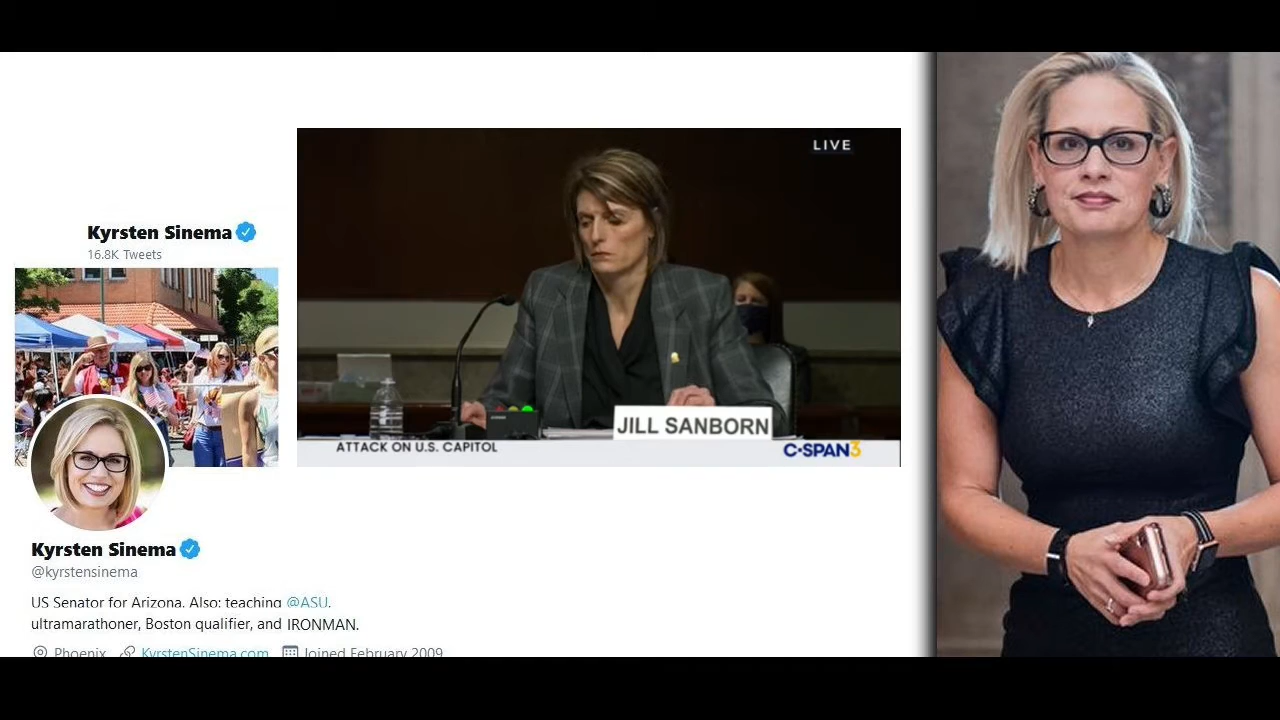 LIVE
Kyrsten Sinema
16.8K Tweets
JILL SANBORN
ATTACK ON U.S. CAPITOL
C-SPAN3
Kyrsten Sinema
@kyrstensinema
US Senator for Arizona. Also: teaching @ASU.
ultramarathoner, Boston qualifier, and IRONMAN.
Phoenix KyrstenSinema.com Joined February 2009